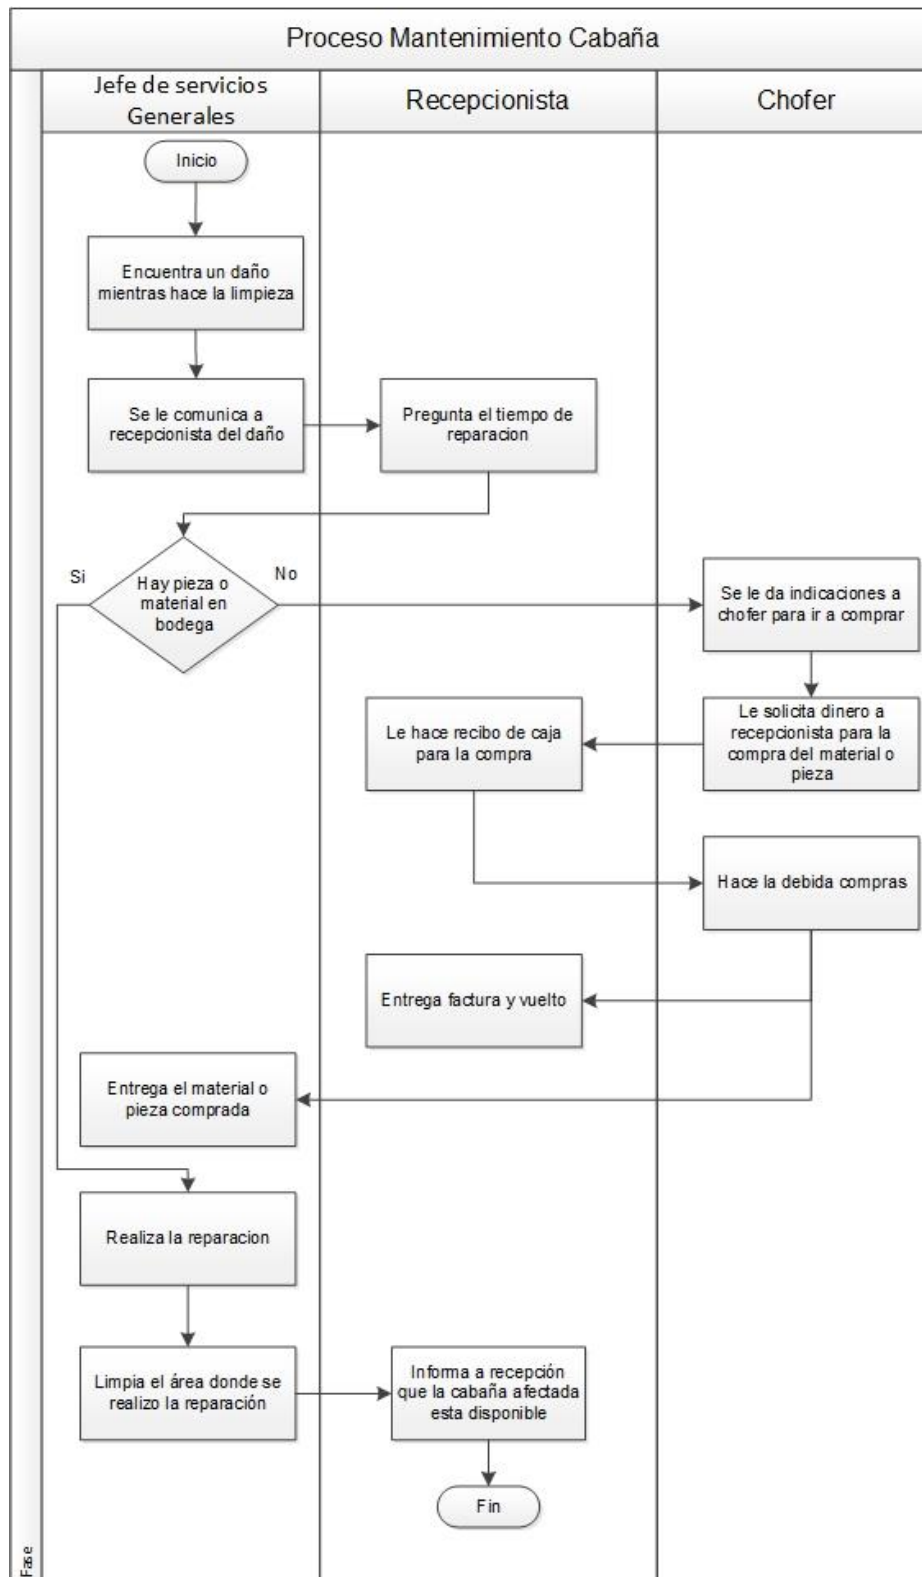 Proceso Mantenimiento Cabaña
Jefe de servicios
Generales
Recepcionista
Chofer
Inicio
Encuentra un daño
mientras hace la limpieza
Se le comunica a
recepcionista del daño
Pregunta el tiempo de
reparacion
Si
Hay pieza o
material en
bodega
No
Se le da indicaciones a
chofer para ir a comprar
Le solicita dinero a
recepcionista para la
compra del material o
pieza
Le hace recibo de caja
para la compra
Hace la debida compras
Entrega factura y vuelto
Entrega el material o
pieza comprada
Realiza la reparacion
Limpia el área donde se
realizo la reparación
Informa a recepción
que la cabaña afectada
esta disponible
Fin
Fase